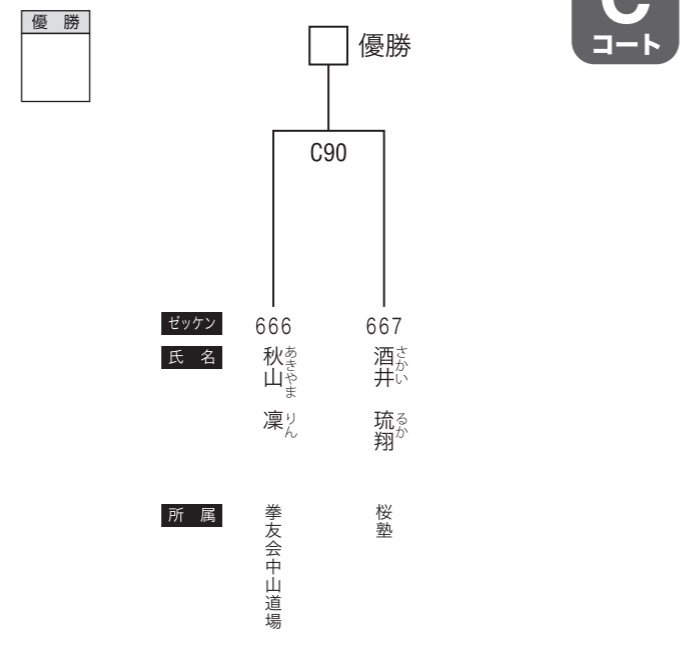 優 勝
優勝
C
コート
C90
ゼッケン
666
667
氏 名
秋山 凜
あきやま りん
酒井 琉翔
さかい るか
所 属
拳友会中山道場
桜塾